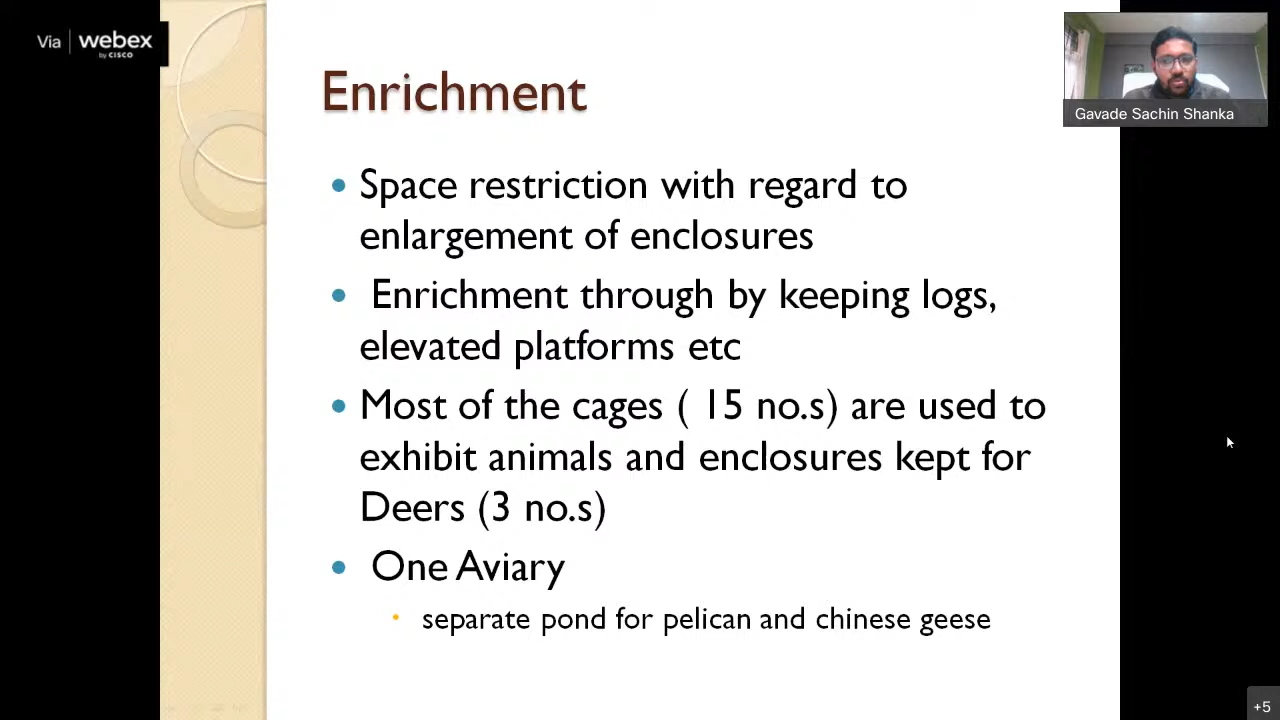 Via webex
by CISCO
Gavade Sachin Shanka
Enrichment
• Space restriction with regard to
enlargement of enclosures
• Enrichment through by keeping logs,
elevated platforms etc
• Most of the cages ( 15 no.s) are used to
exhibit animals and enclosures kept for
Deers (3 no.s)
• One Aviary
• separate pond for pelican and chinese geese
+5